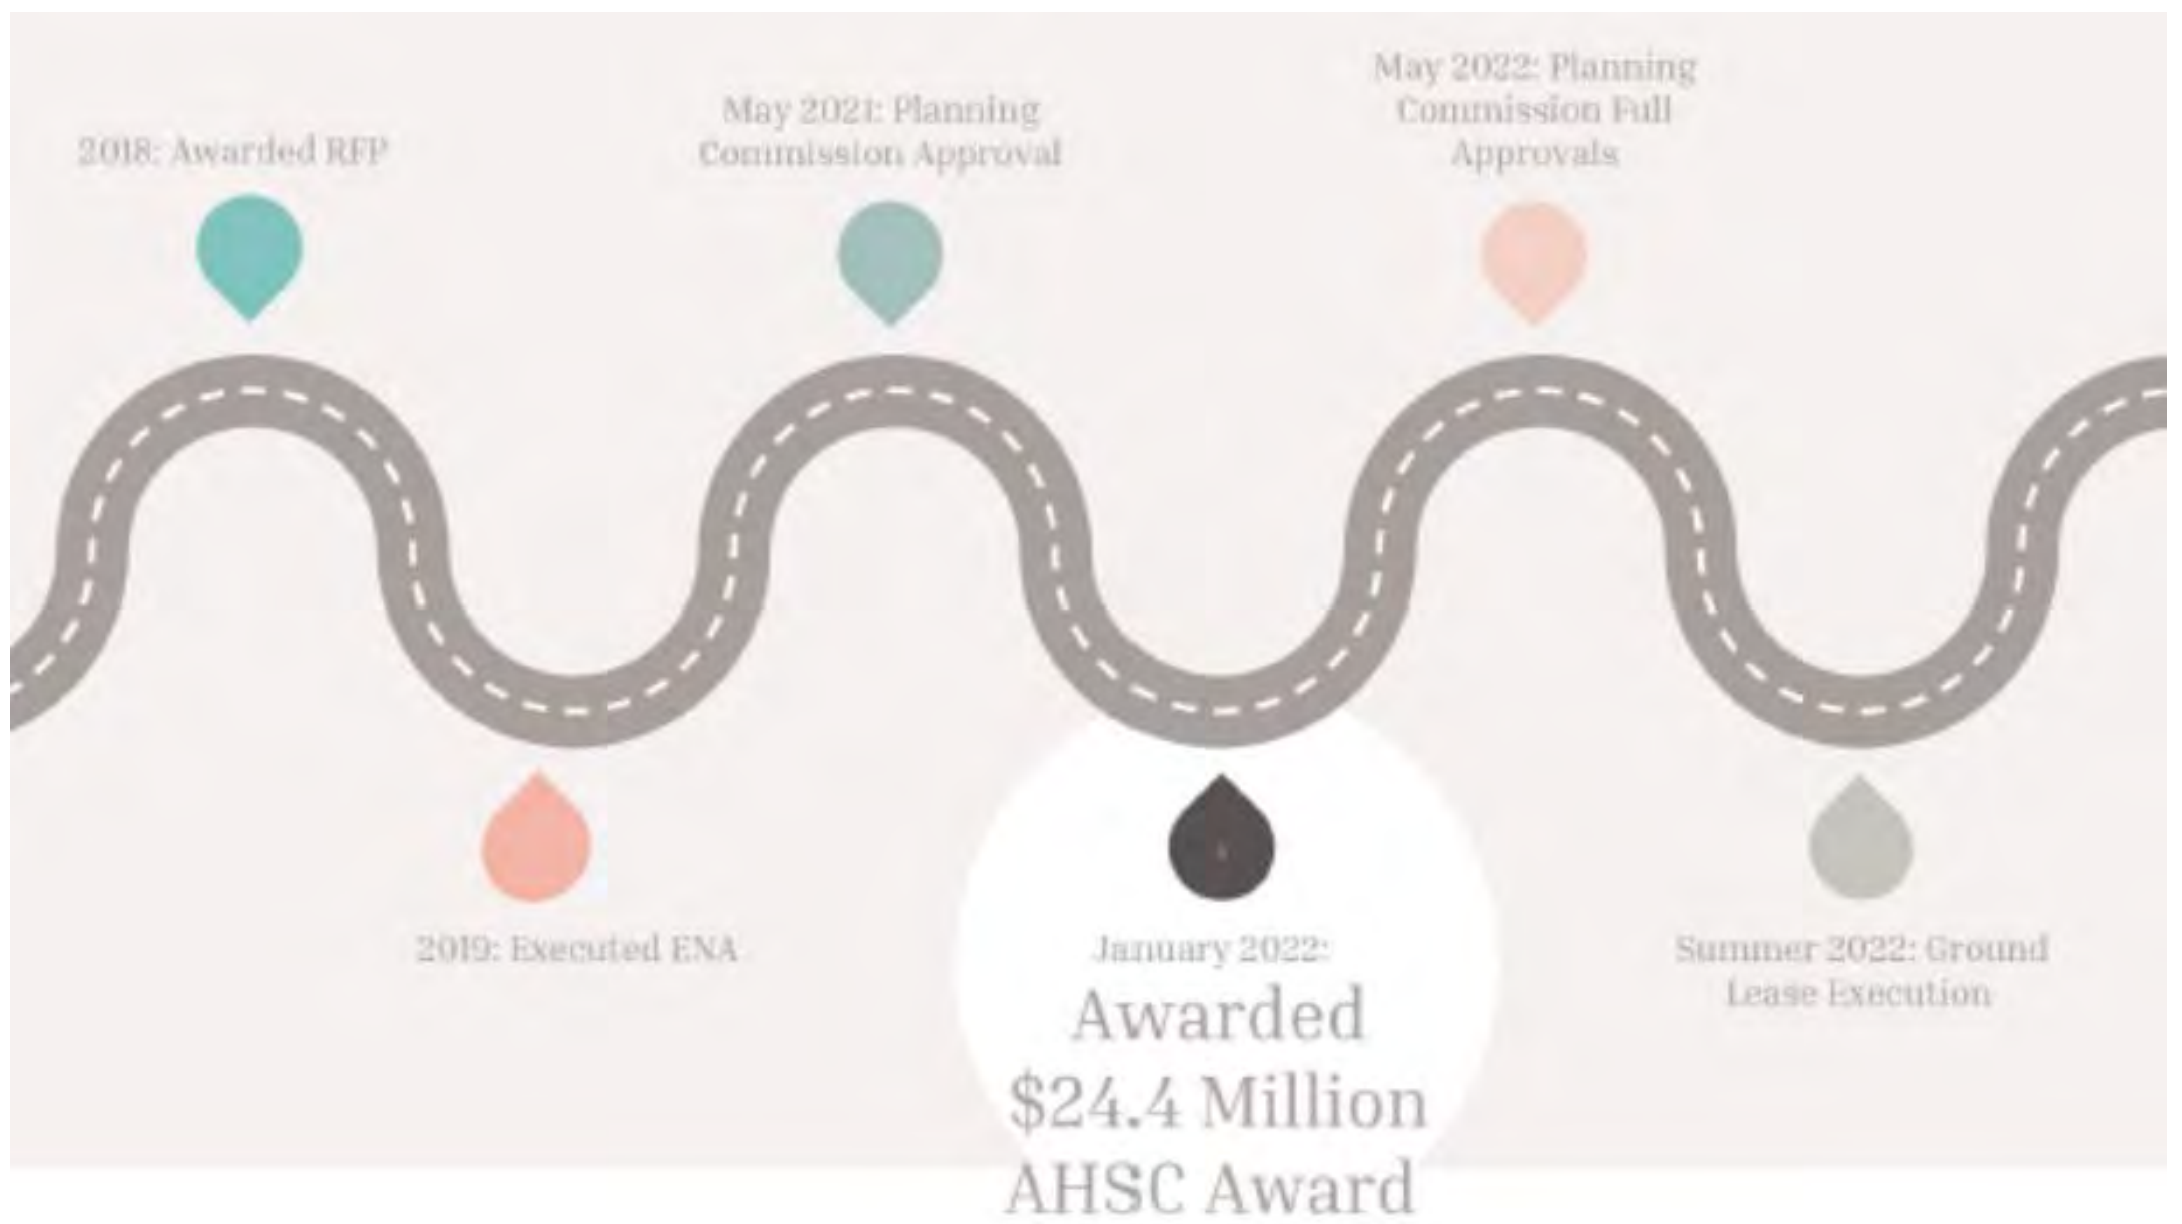 2018: Awarded RFP
2019: Executed ENA
May 2021: Planning
Commission Approval
January 2022:
Awarded
$24.4 Million
AHSC Award
May 2022: Planning
Commission Full
Approvals
Summer 2022: Ground
Lease Execution